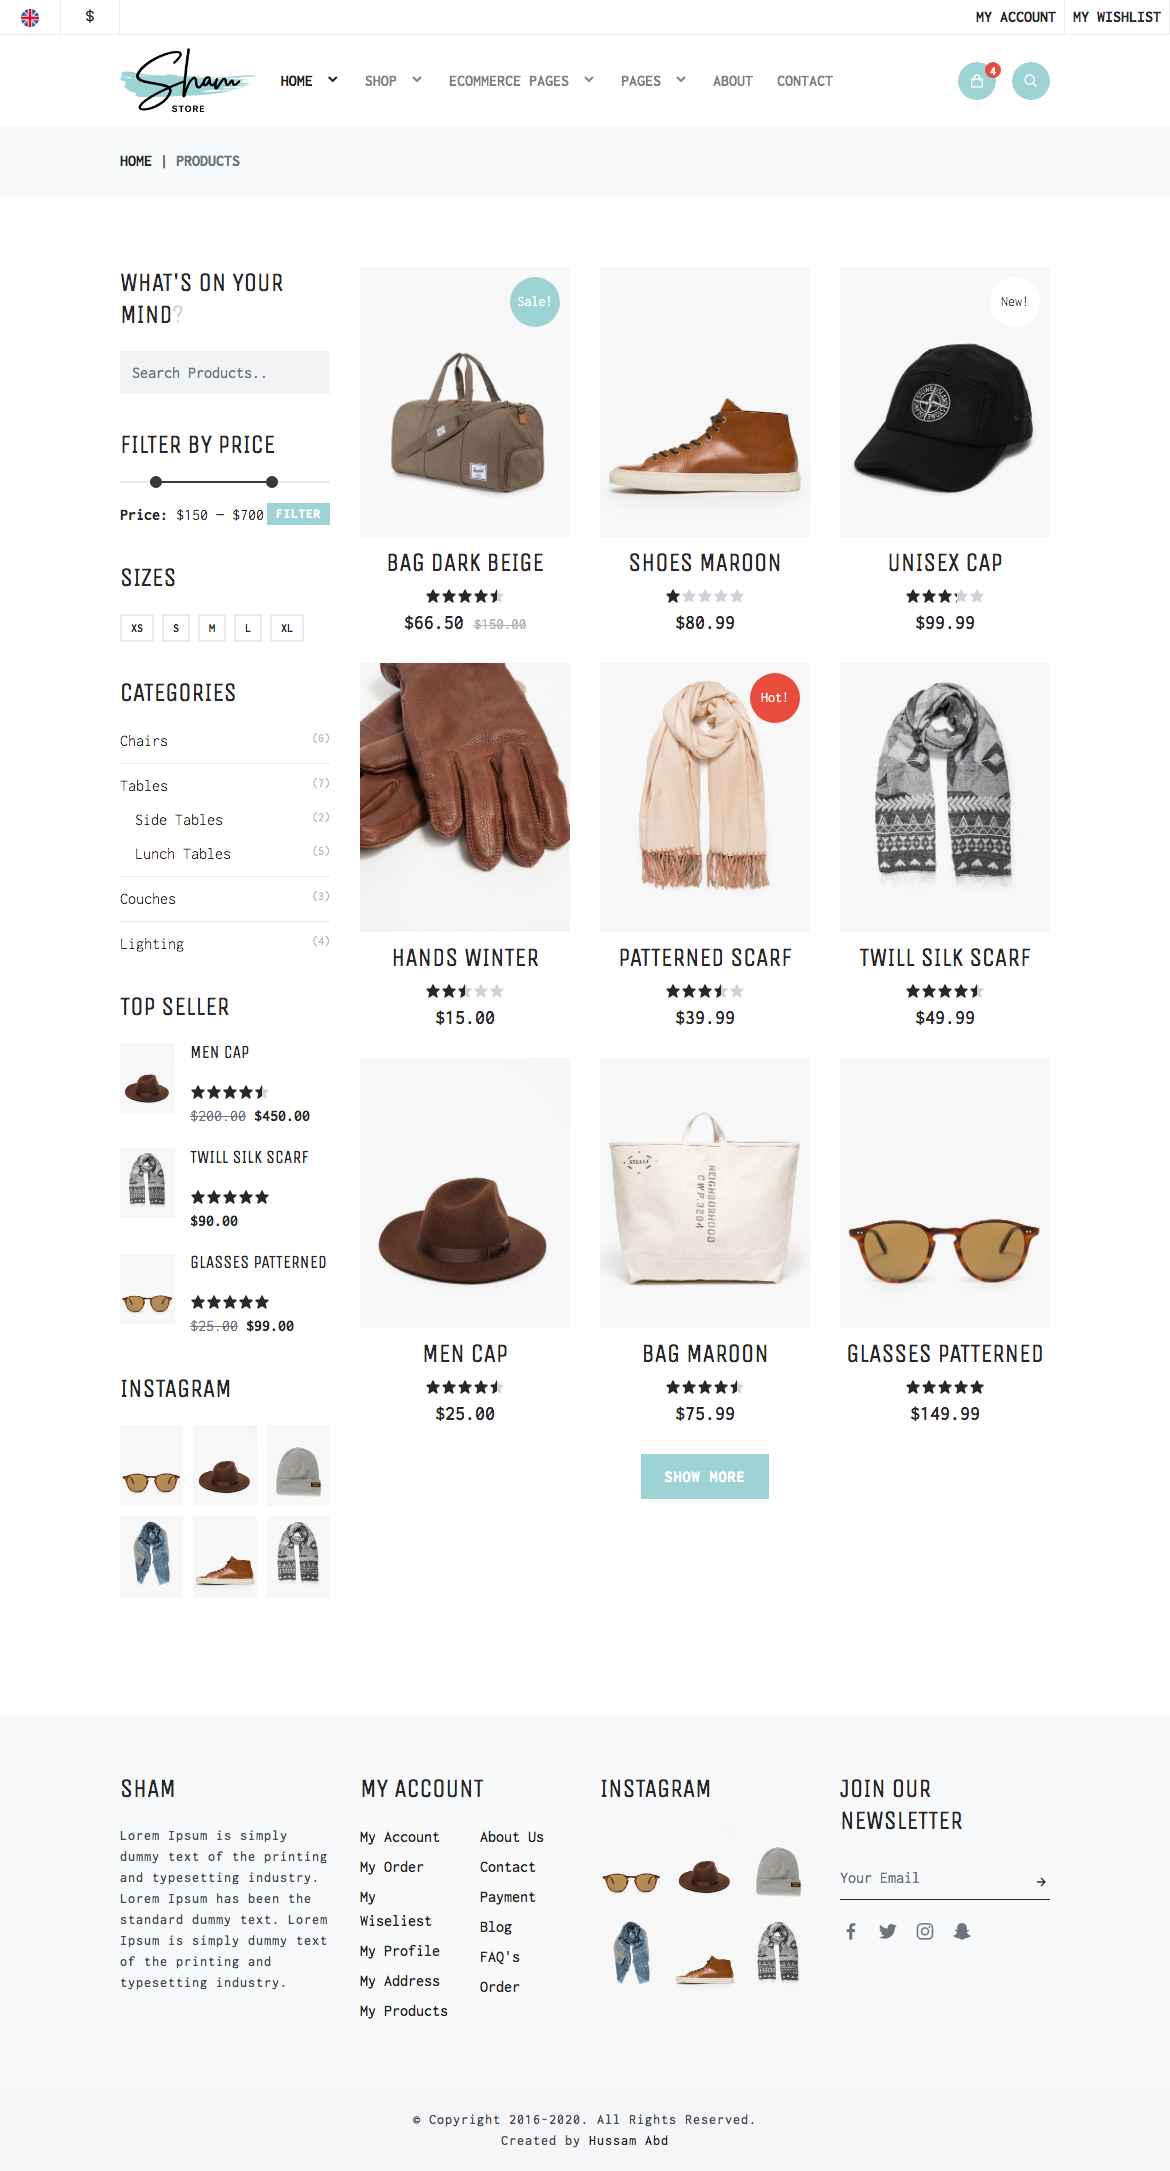 $
MY ACCOUNT
MY WISHLIST
Sham
STORE
HOME
SHOP
ECOMMERCE PAGES
PAGES
ABOUT
CONTACT
4
HOME | PRODUCTS
WHAT'S ON YOUR
MIND?
Search Products..
FILTER BY PRICE
Price: $150 — $700
FILTER
SIZES
XS
S
M
L
XL
CATEGORIES
Chairs (6)
Tables (7)
Side Tables (2)
Lunch Tables (5)
Couches (3)
Lighting (4)
TOP SELLER
MEN CAP
$200.00 $450.00
TWILL SILK SCARF
$90.00
GLASSES PATTERNED
$25.00 $99.00
INSTAGRAM
Sale!
BAG DARK BEIGE
$66.50 $150.00
SHOES MAROON
$80.99
New!
STONE ISLAND
UNISEX CAP
$99.99
HANDS WINTER
$15.00
Hot!
PATTERNED SCARF
$39.99
TWILL SILK SCARF
$49.99
MEN CAP
$25.00
NEIGHBORHOOD
C.W.P. 3204
BAG MAROON
$75.99
GLASSES PATTERNED
$149.99
SHOW MORE
SHAM
Lorem Ipsum is simply
dummy text of the printing
and typesetting industry.
Lorem Ipsum has been the
standard dummy text. Lorem
Ipsum is simply dummy text
of the printing and
typesetting industry.
MY ACCOUNT
My Account
My Order
My
Wiseliest
My Profile
My Address
My Products
About Us
Contact
Payment
Blog
FAQ's
Order
INSTAGRAM
JOIN OUR
NEWSLETTER
Your Email
© Copyright 2016-2020. All Rights Reserved.
Created by Hussam Abd